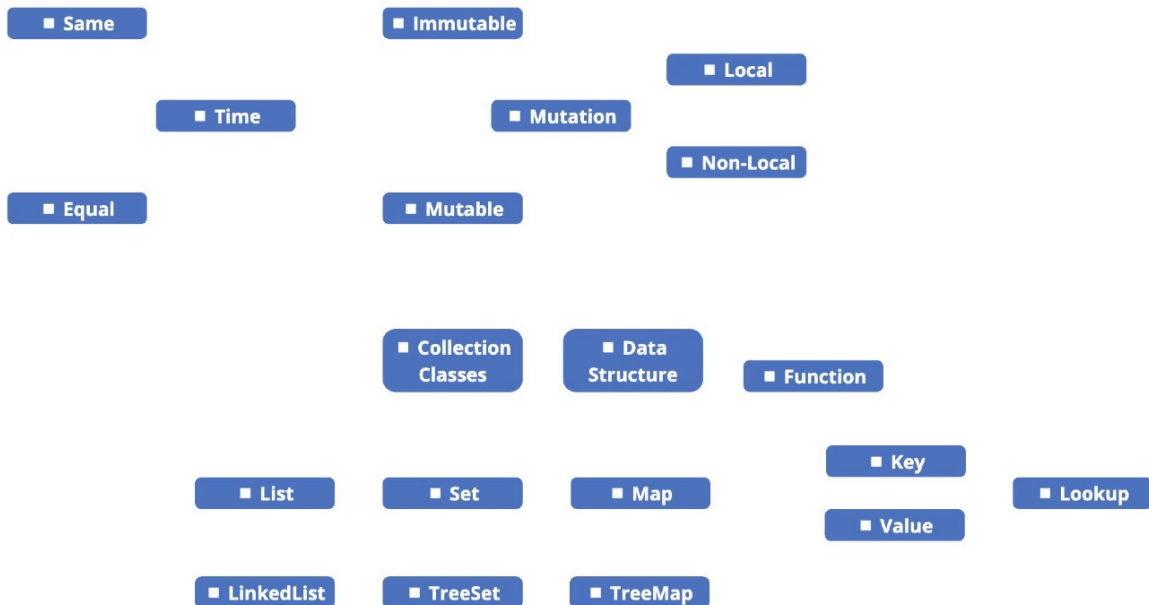 ▪ Same
▪ Immutable
▪ Local
▪ Time
▪ Mutation
▪ Non-Local
▪ Equal
▪ Mutable
▪ Collection
Classes
▪ Data
Structure
▪ Function
▪ Key
▪ List
▪ Set
▪ Map
▪ Lookup
▪ Value
▪ LinkedList
▪ TreeSet
▪ TreeMap